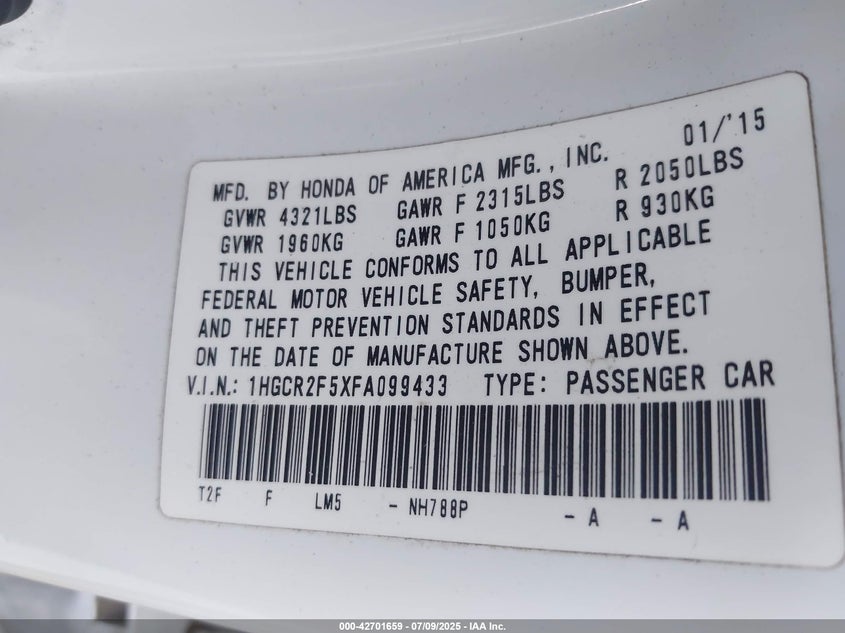 01/'15
MFD. BY HONDA OF AMERICA MFG., INC.
GVWR 4321LBS GAWR F 2315LBS R 2050LBS
GVWR 1960KG GAWR F 1050KG R 930KG
THIS VEHICLE CONFORMS TO ALL APPLICABLE
FEDERAL MOTOR VEHICLE SAFETY, BUMPER,
AND THEFT PREVENTION STANDARDS IN EFFECT
ON THE DATE OF MANUFACTURE SHOWN ABOVE.
V.I.N.: 1HGCR2F5XFA099433 TYPE: PASSENGER CAR
T2F F LM5 - NH788P - A - A
000-42701659 - 07/09/2025 - IAA Inc.